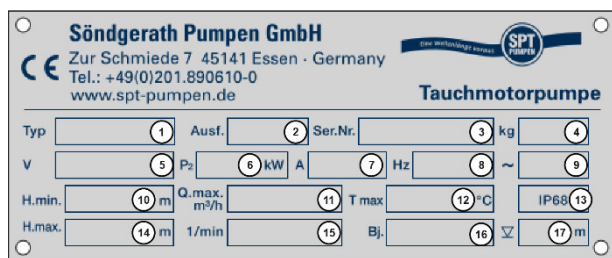 Söndgerath Pumpen GmbH
Zur Schmiede 7 45141 Essen · Germany
Tel.: +49(0)201.890610-0
www.spt-pumpen.de
CE
Eine Wellenlänge voraus
SPT
PUMPEN
Tauchmotorpumpe
Typ 1 Ausf. 2 Ser.Nr. 3 kg 4
V 5 P2 6 kW A 7 Hz 8 ~ 9
H.min. 10 m Q.max. m³/h 11 T max 12 °C IP68 13
H.max. 14 m 1/min 15 Bj. 16 17 m